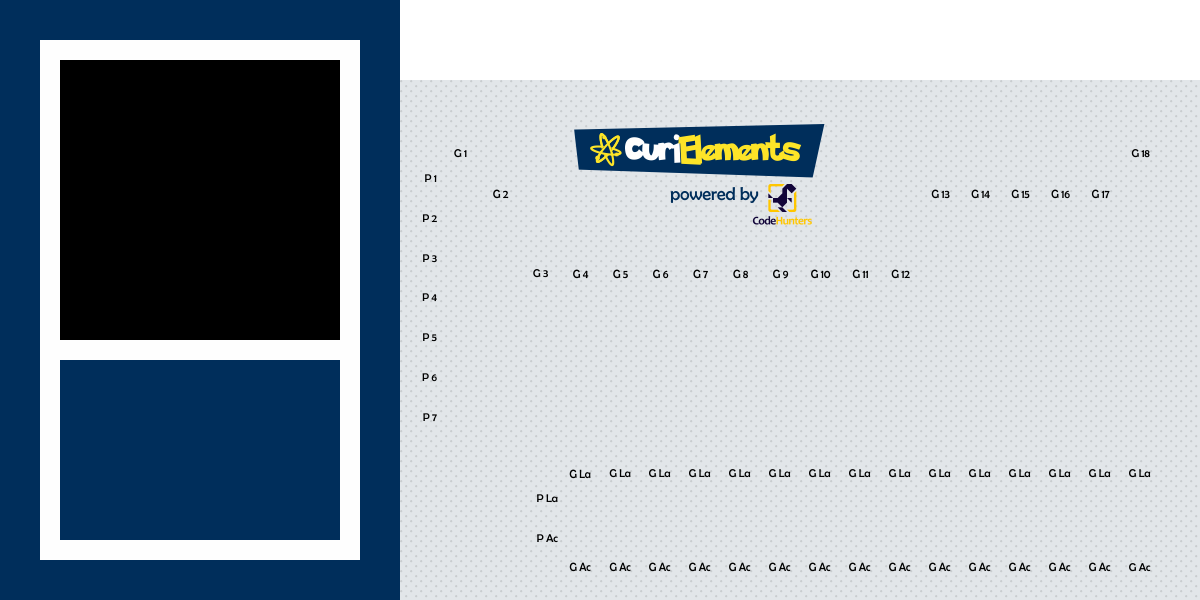 CuriElements
G1 G18
P1
powered by
G2 G13 G14 G15 G16 G17
P2
CodeHunters
P3
G3 G4 G5 G6 G7 G8 G9 G10 G11 G12
P4
P5
P6
P7
G La G La G La G La G La G La G La G La G La G La G La G La G La G La G La
P La
P Ac
G Ac G Ac G Ac G Ac G Ac G Ac G Ac G Ac G Ac G Ac G Ac G Ac G Ac G Ac G Ac